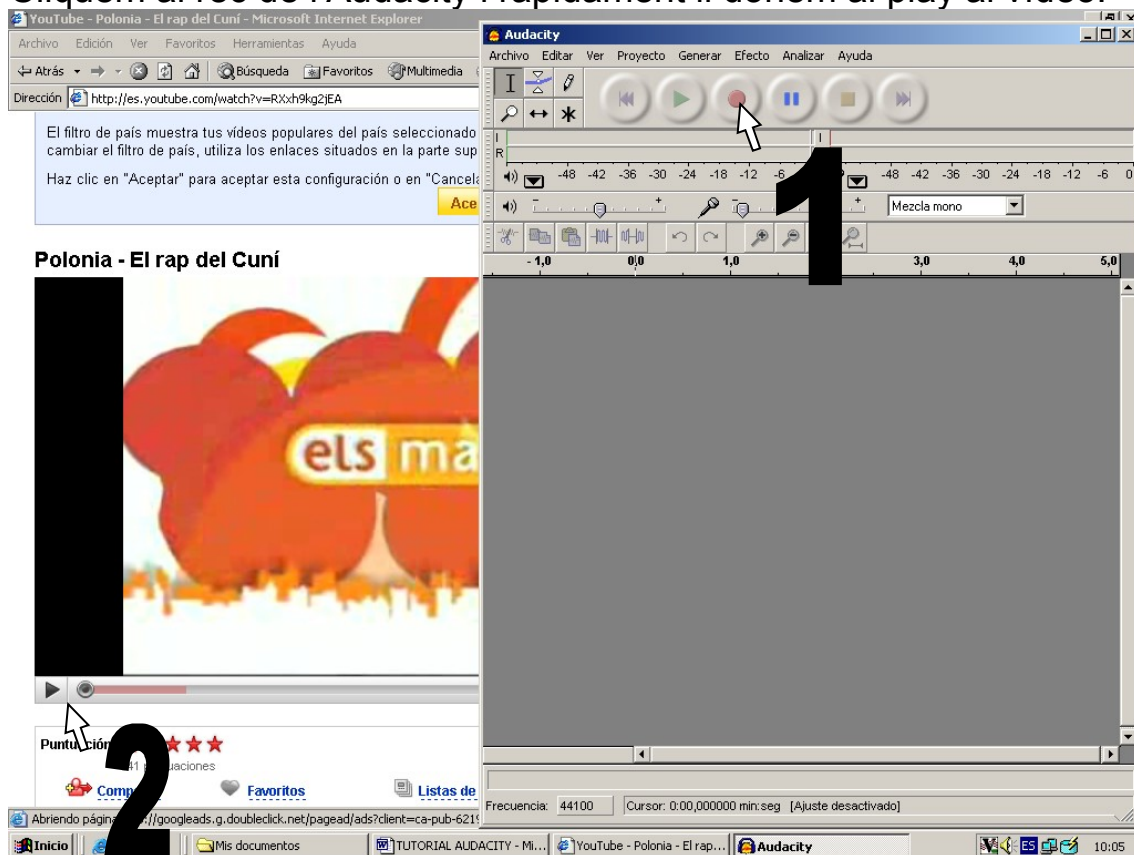 Cliquem al rec de l'Audacity i ràpidament li donem al play al vídeo.
YouTube - Polonia - El rap del Cuní - Microsoft Internet Explorer
Archivo Edición Ver Favoritos Herramientas Ayuda
Atrás Búsqueda Favoritos Multimedia
Dirección http://es.youtube.com/watch?v=RXxh9kg2jEA
El filtro de país muestra tus vídeos populares del país seleccionado
cambiar el filtro de país, utiliza los enlaces situados en la parte sup
Haz clic en "Aceptar" para aceptar esta configuración o en "Cancela
Ace
Polonia - El rap del Cuní
els ma
2
41
Favoritos
Listas de
Abriendo página
//googleads.g.doubleclick.net/pagead/ads?client=ca-pub-6219
Audacity
Archivo Editar Ver Proyecto Generar Efecto Analizar Ayuda
1
L
R
L
-48 -42 -36 -30 -24 -18 -12 -6
-48 -42 -36 -30 -24 -18 -12 -6 0
Mezcla mono
- 1,0 0,0 1,0 3,0 4,0 5,0
Frecuencia: 44100 Cursor: 0:00,000000 min:seg [Ajuste desactivado]
Inicio Mis documentos TUTORIAL AUDACITY - Mi... YouTube - Polonia - El rap... Audacity ES 10:05